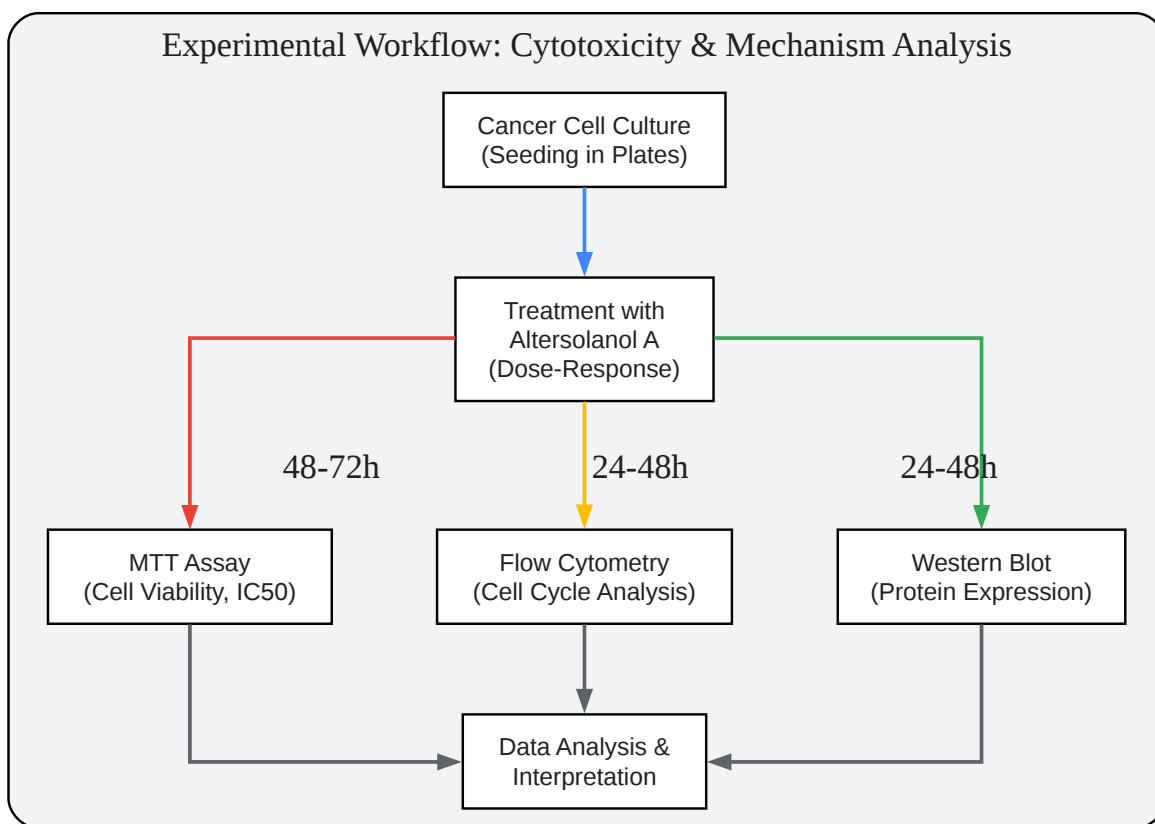 Experimental Workflow: Cytotoxicity & Mechanism Analysis
Cancer Cell Culture
(Seeding in Plates)
Treatment with
Altersolanol A
(Dose-Response)
48-72h
24-48h
24-48h
MTT Assay
(Cell Viability, IC50)
Flow Cytometry
(Cell Cycle Analysis)
Western Blot
(Protein Expression)
Data Analysis &
Interpretation